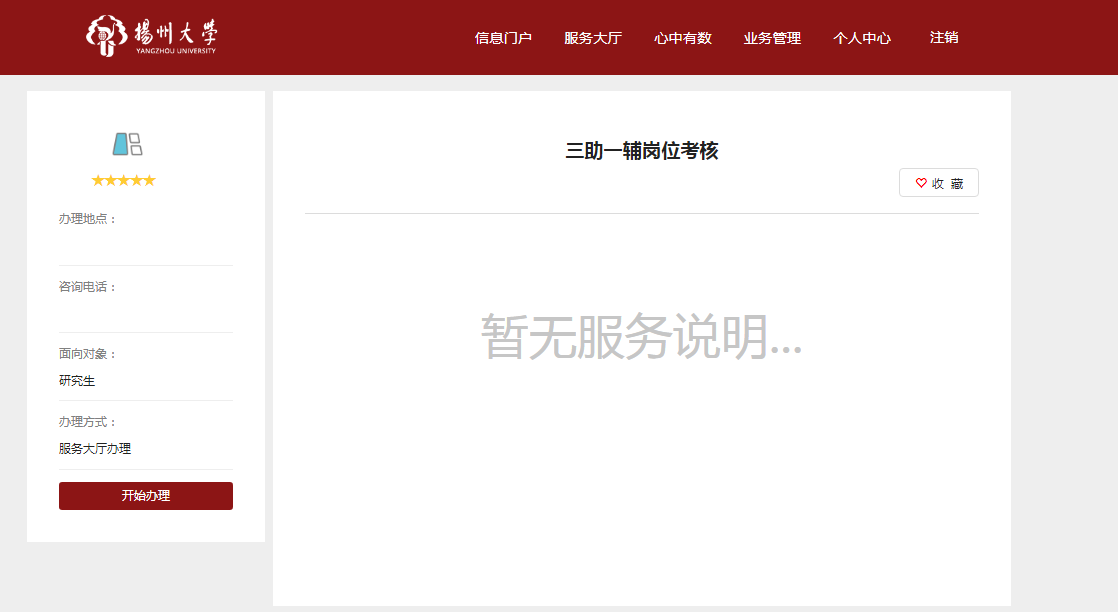 揚州大學
YANGZHOU UNIVERSITY
信息门户 服务大厅 心中有数 业务管理 个人中心 注销
办理地点：
咨询电话：
面向对象：
研究生
办理方式：
服务大厅办理
开始办理
三助一辅岗位考核
收 藏
暂无服务说明...